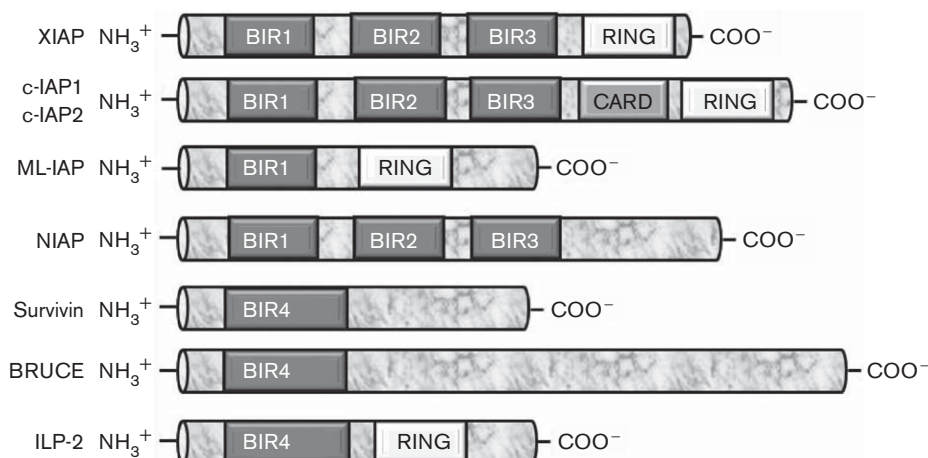 XIAP NH₃⁺ BIR1 BIR2 BIR3 RING COO⁻
c-IAP1
c-IAP2 NH₃⁺ BIR1 BIR2 BIR3 CARD RING COO⁻
ML-IAP NH₃⁺ BIR1 RING COO⁻
NIAP NH₃⁺ BIR1 BIR2 BIR3 COO⁻
Survivin NH₃⁺ BIR4 COO⁻
BRUCE NH₃⁺ BIR4 COO⁻
ILP-2 NH₃⁺ BIR4 RING COO⁻